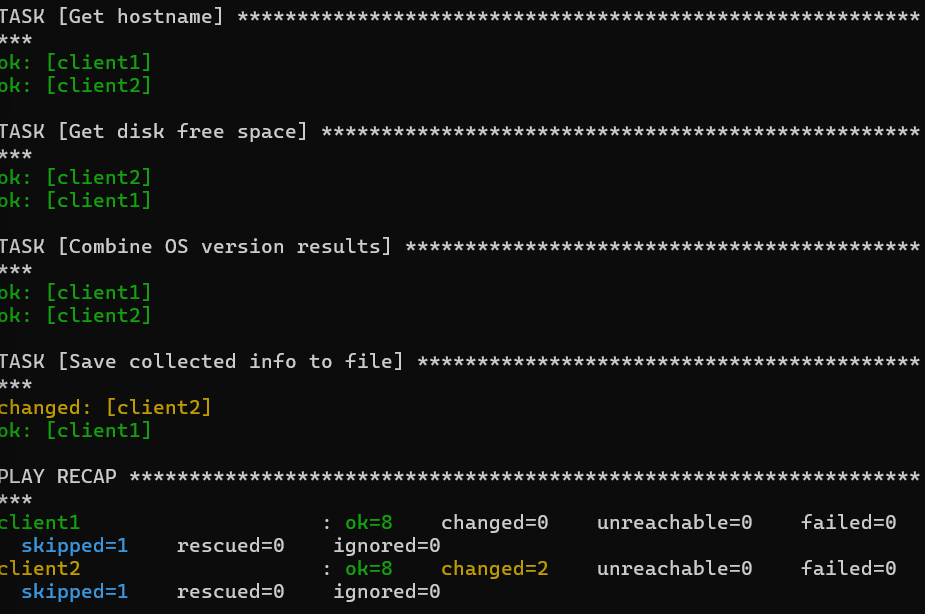 TASK [Get hostname] *********************************************************
***
ok: [client1]
ok: [client2]
TASK [Get disk free space] **************************************************
***
ok: [client2]
ok: [client1]
TASK [Combine OS version results] *******************************************
***
ok: [client1]
ok: [client2]
TASK [Save collected info to file] ******************************************
***
changed: [client2]
ok: [client1]
PLAY RECAP ******************************************************************
***
client1                    : ok=8    changed=0    unreachable=0    failed=0
  skipped=1    rescued=0    ignored=0
client2                    : ok=8    changed=2    unreachable=0    failed=0
  skipped=1    rescued=0    ignored=0